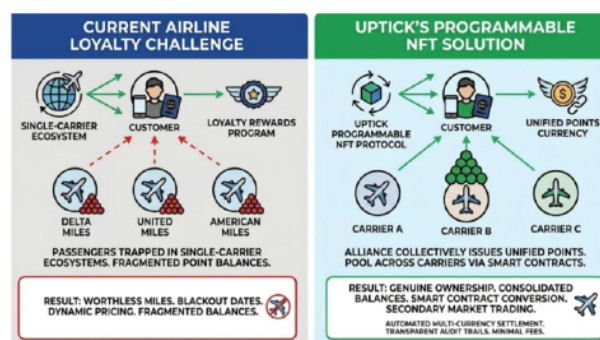 CURRENT AIRLINE
LOYALTY CHALLENGE
SINGLE-CARRIER
ECOSYSTEM
CUSTOMER
LOYALTY REWARDS
PROGRAM
DELTA
MILES
UNITED
MILES
AMERICAN
MILES
PASSENGERS TRAPPED IN SINGLE-CARRIER
ECOSYSTEMS. FRAGMENTED POINT BALANCES.
RESULT: WORTHLESS MILES. BLACKOUT DATES.
DYNAMIC PRICING. FRAGMENTED BALANCES.
UPTICK'S PROGRAMMABLE
NFT SOLUTION
UPTICK
PROGRAMMABLE
NFT PROTOCOL
CUSTOMER
UNIFIED POINTS
CURRENCY
CARRIER A
CARRIER B
CARRIER C
ALLIANCE COLLECTIVELY ISSUES UNIFIED POINTS.
POOL ACROSS CARRIERS VIA SMART CONTRACTS.
RESULT: GENUINE OWNERSHIP. CONSOLIDATED
BALANCES. SMART CONTRACT CONVERSION.
SECONDARY MARKET TRADING.
AUTOMATED MULTI-CURRENCY SETTLEMENT.
TRANSPARENT AUDIT TRAILS. MINIMAL FEES.